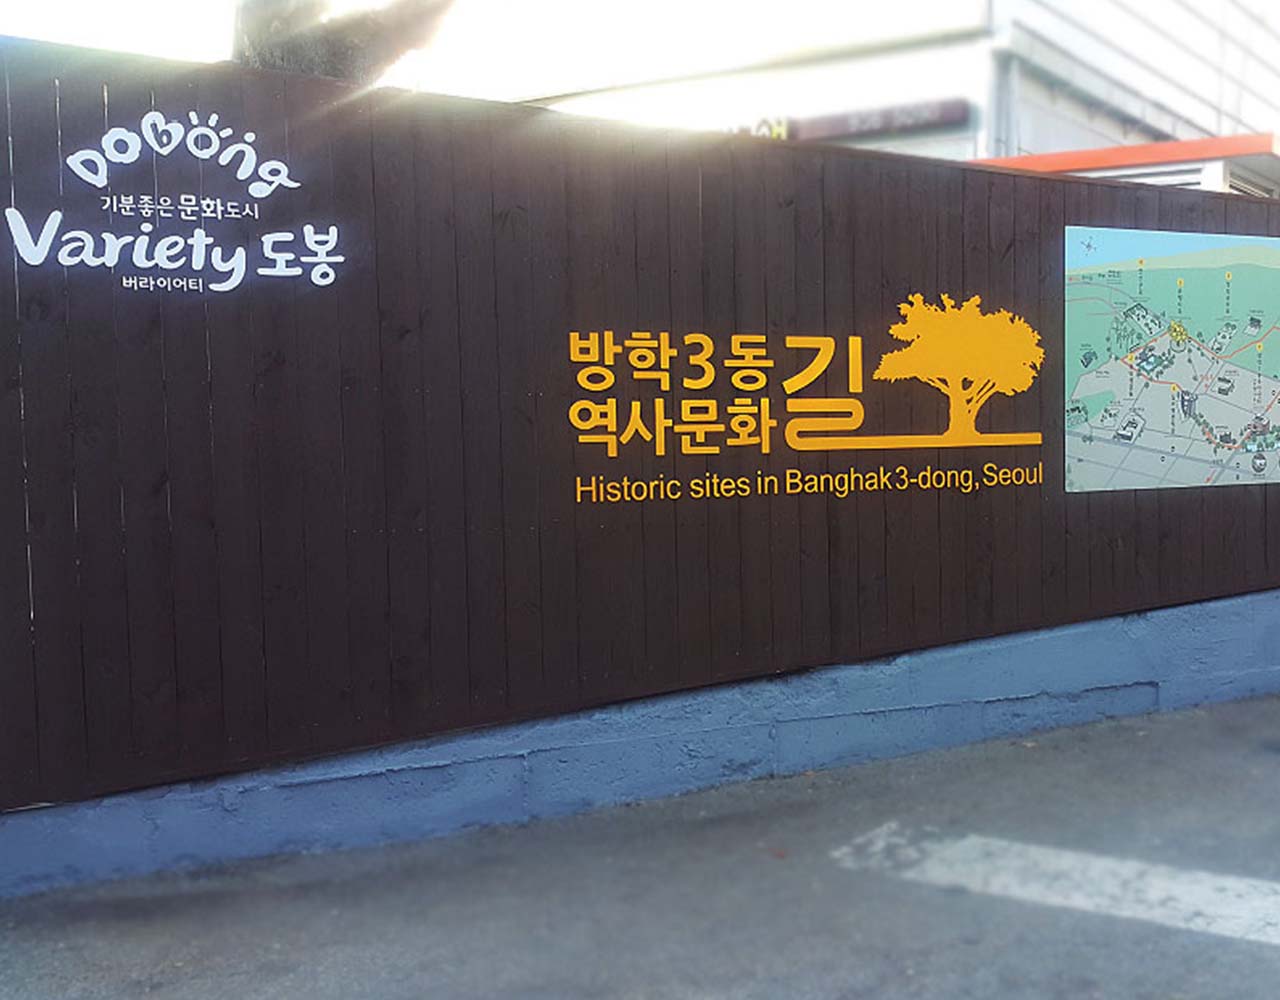 DOBONG
기분좋은 문화도시
Variety 도봉
버라이어티
방학3동 길
역사문화
Historic sites in Banghak 3-dong, Seoul